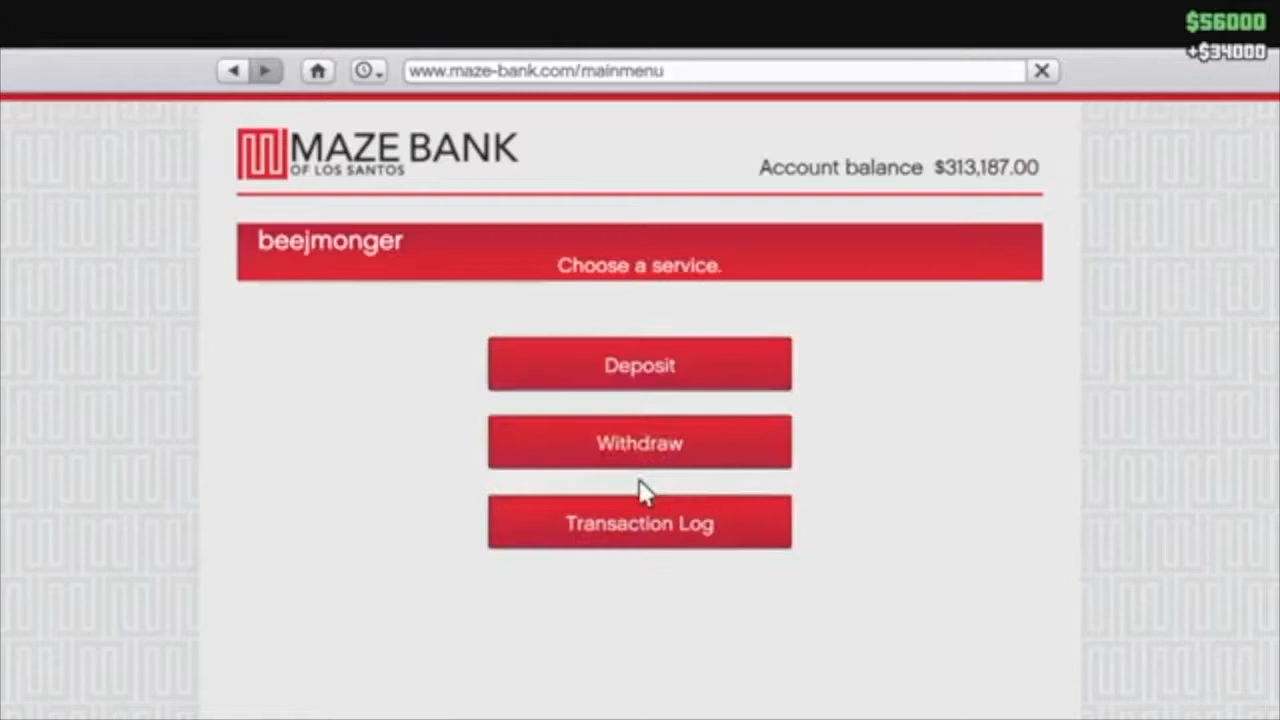 $56000
+$34000
www.maze-bank.com/mainmenu
MAZE BANK
OF LOS SANTOS
Account balance $313,187.00
beejmonger
Choose a service.
Deposit
Withdraw
Transaction Log